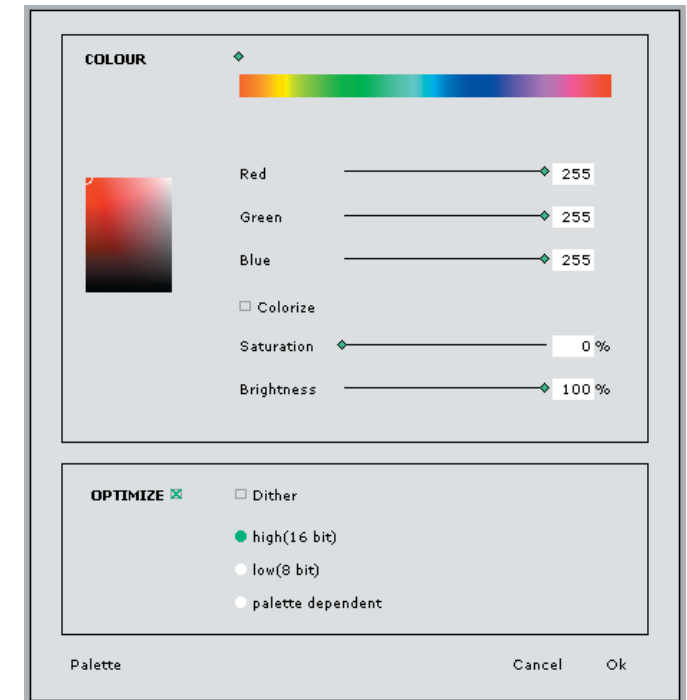 COLOUR
Red 255
Green 255
Blue 255
Colorize
Saturation 0 %
Brightness 100 %
OPTIMIZE Dither
high(16 bit)
low(8 bit)
palette dependent
Palette Cancel Ok